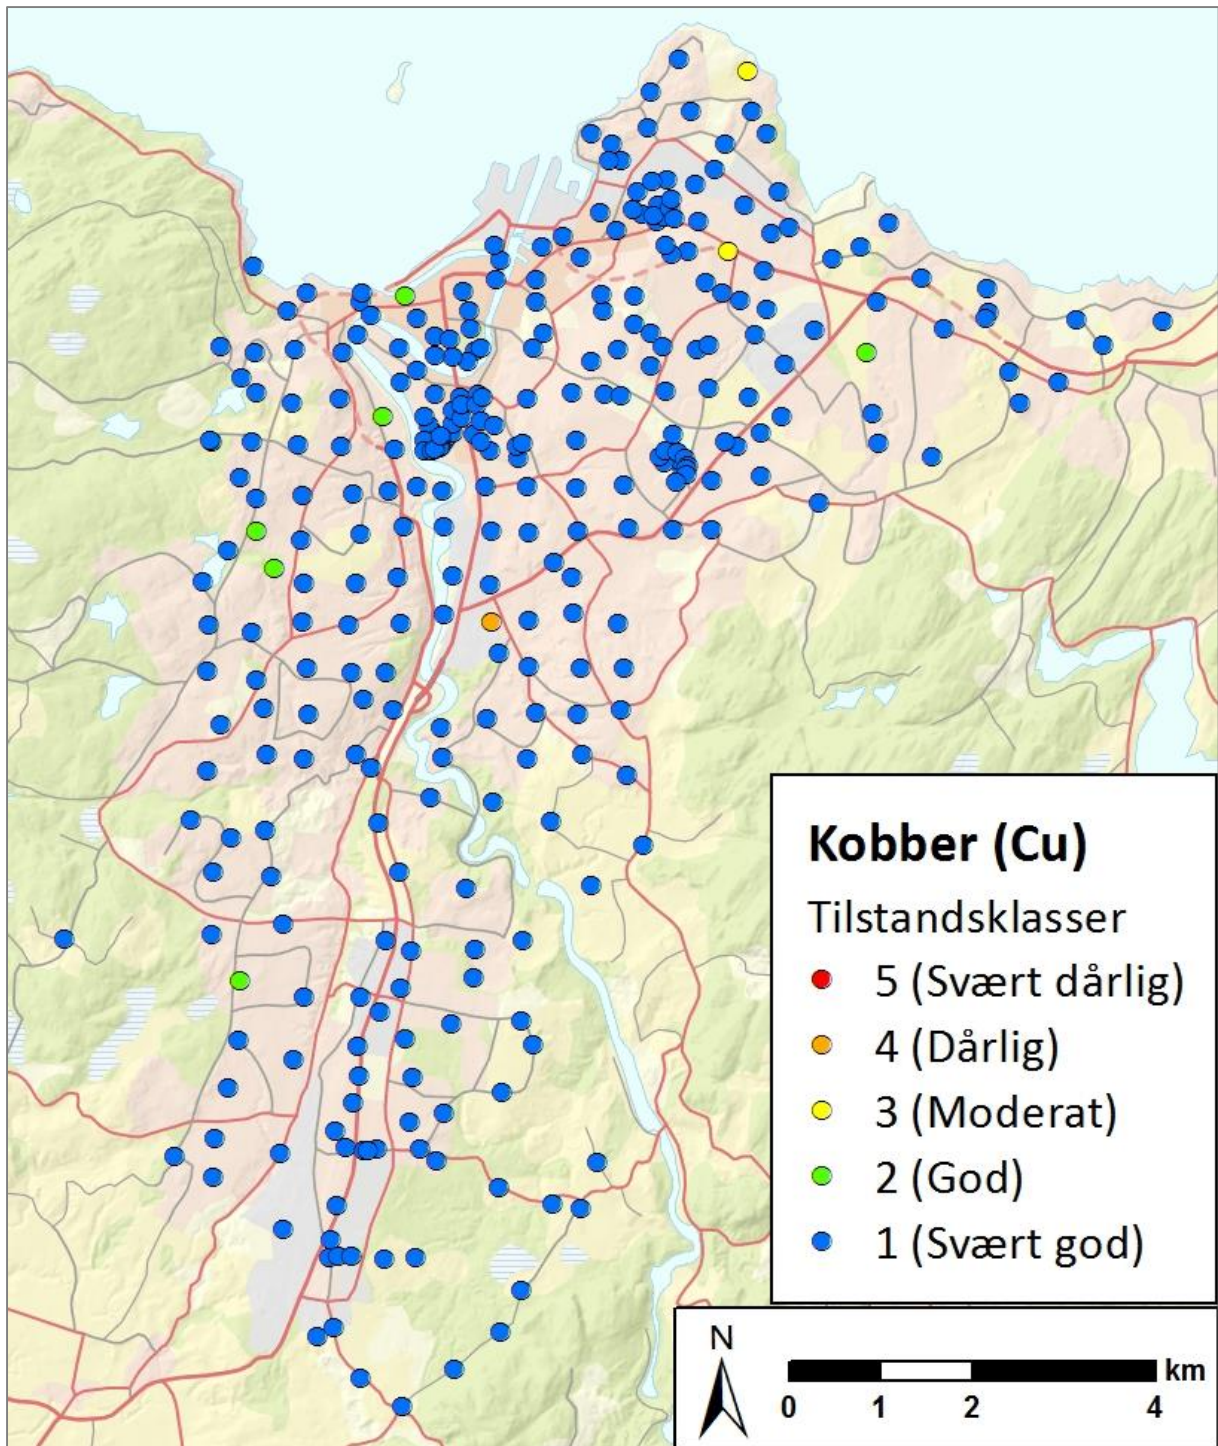 Kobber (Cu)
Tilstandsklasser
5 (Svært dårlig)
4 (Dårlig)
3 (Moderat)
2 (God)
1 (Svært god)
N
km
0 1 2 4